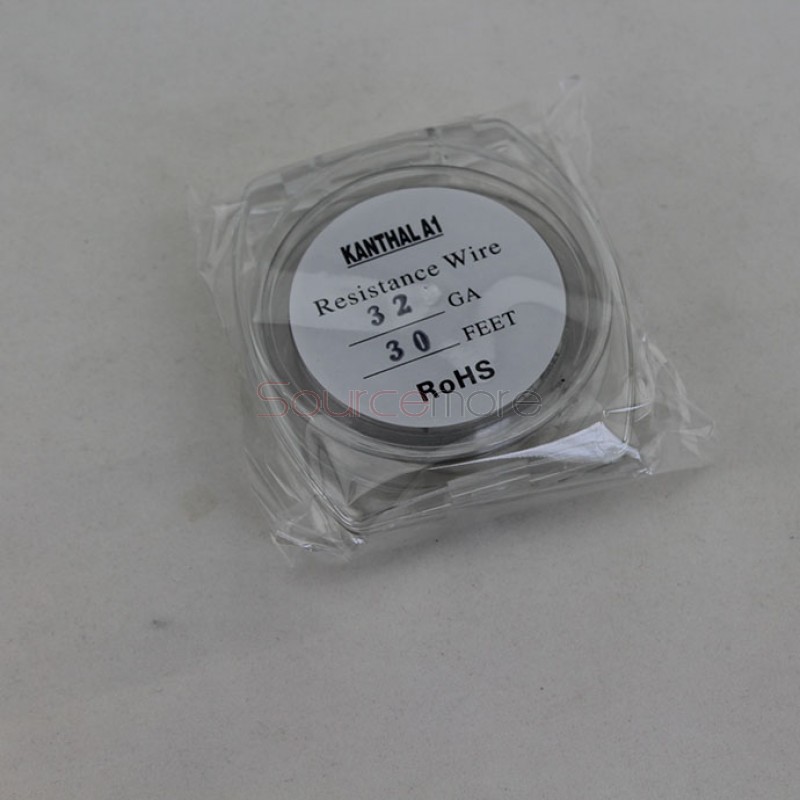 KANTHAL A1
Resistance Wire
32 GA
30 FEET
RoHS
Sourcemore